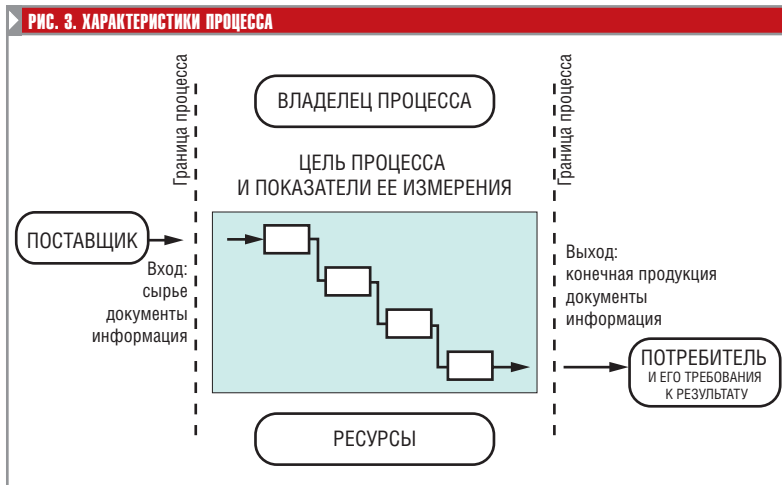 РИС. 3. ХАРАКТЕРИСТИКИ ПРОЦЕССА
Граница процесса
ВЛАДЕЛЕЦ ПРОЦЕССА
Граница процесса
ЦЕЛЬ ПРОЦЕССА
И ПОКАЗАТЕЛИ ЕЕ ИЗМЕРЕНИЯ
ПОСТАВЩИК
Вход:
сырье
документы
информация
Выход:
конечная продукция
документы
информация
ПОТРЕБИТЕЛЬ
И ЕГО ТРЕБОВАНИЯ
К РЕЗУЛЬТАТУ
РЕСУРСЫ